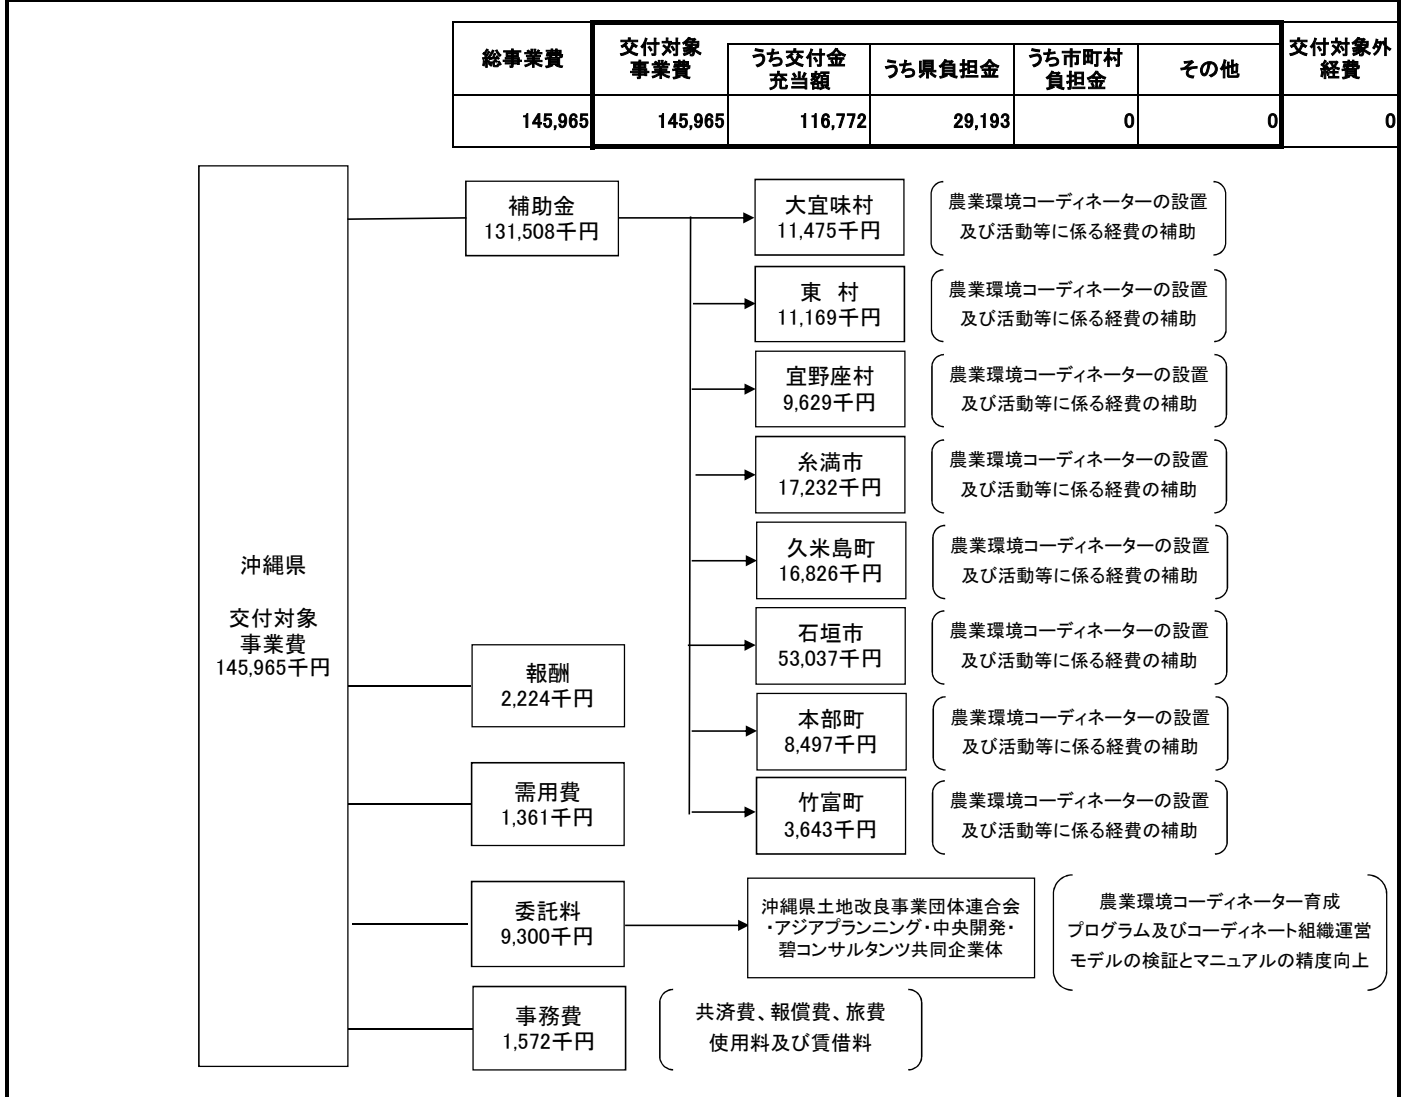 総事業費
交付対象
事業費
うち交付金
充当額
うち県負担金
うち市町村
負担金
その他
交付対象外
経費
145,965
145,965
116,772
29,193
0
0
0
沖縄県
交付対象
事業費
145,965千円
補助金
131,508千円
大宜味村
11,475千円
農業環境コーディネーターの設置
及び活動等に係る経費の補助
東　村
11,169千円
農業環境コーディネーターの設置
及び活動等に係る経費の補助
宜野座村
9,629千円
農業環境コーディネーターの設置
及び活動等に係る経費の補助
糸満市
17,232千円
農業環境コーディネーターの設置
及び活動等に係る経費の補助
久米島町
16,826千円
農業環境コーディネーターの設置
及び活動等に係る経費の補助
石垣市
53,037千円
農業環境コーディネーターの設置
及び活動等に係る経費の補助
本部町
8,497千円
農業環境コーディネーターの設置
及び活動等に係る経費の補助
竹富町
3,643千円
農業環境コーディネーターの設置
及び活動等に係る経費の補助
報酬
2,224千円
需用費
1,361千円
委託料
9,300千円
沖縄県土地改良事業団体連合会
・アジアプランニング・中央開発・
碧コンサルタンツ共同企業体
農業環境コーディネーター育成
プログラム及びコーディネート組織運営
モデルの検証とマニュアルの精度向上
事務費
1,572千円
共済費、報償費、旅費
使用料及び賃借料